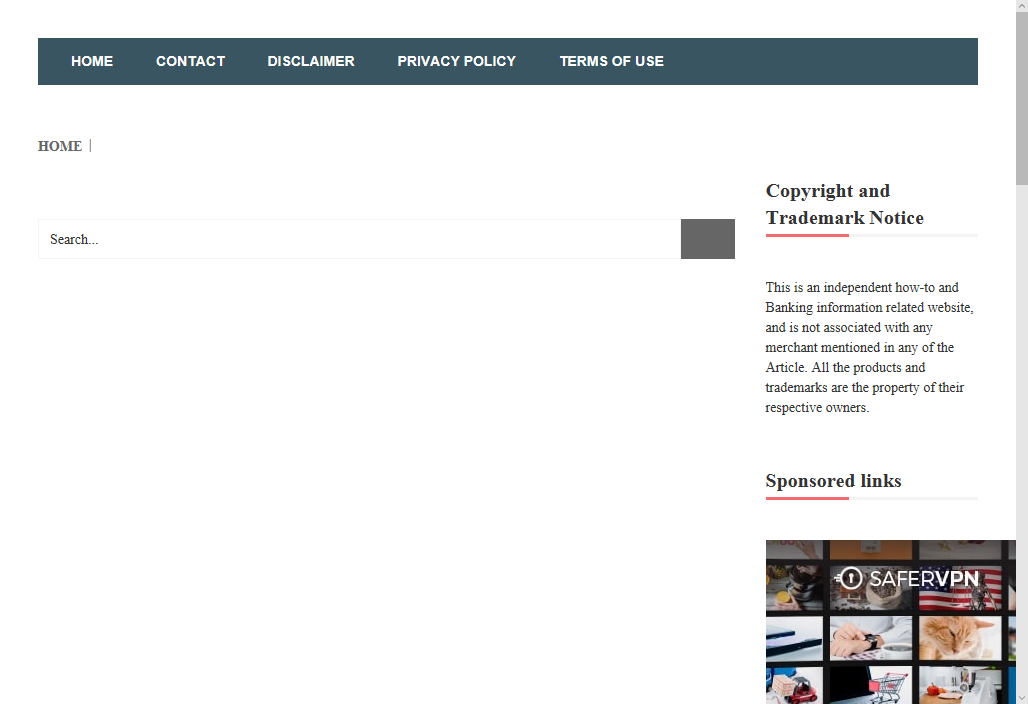 HOME CONTACT DISCLAIMER PRIVACY POLICY TERMS OF USE
HOME |
Search...
Copyright and
Trademark Notice
This is an independent how-to and
Banking information related website,
and is not associated with any
merchant mentioned in any of the
Article. All the products and
trademarks are the property of their
respective owners.
Sponsored links
SAFERVPN